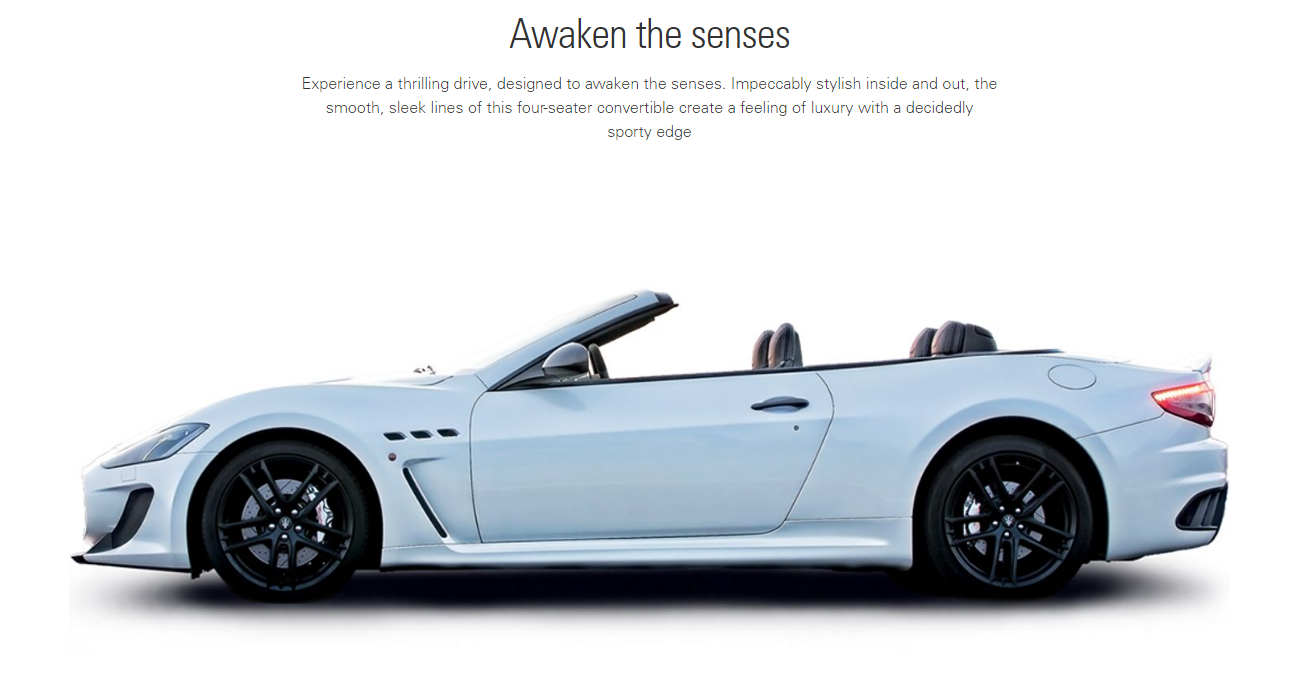 Awaken the senses
Experience a thrilling drive, designed to awaken the senses. Impeccably stylish inside and out, the
smooth, sleek lines of this four-seater convertible create a feeling of luxury with a decidedly
sporty edge